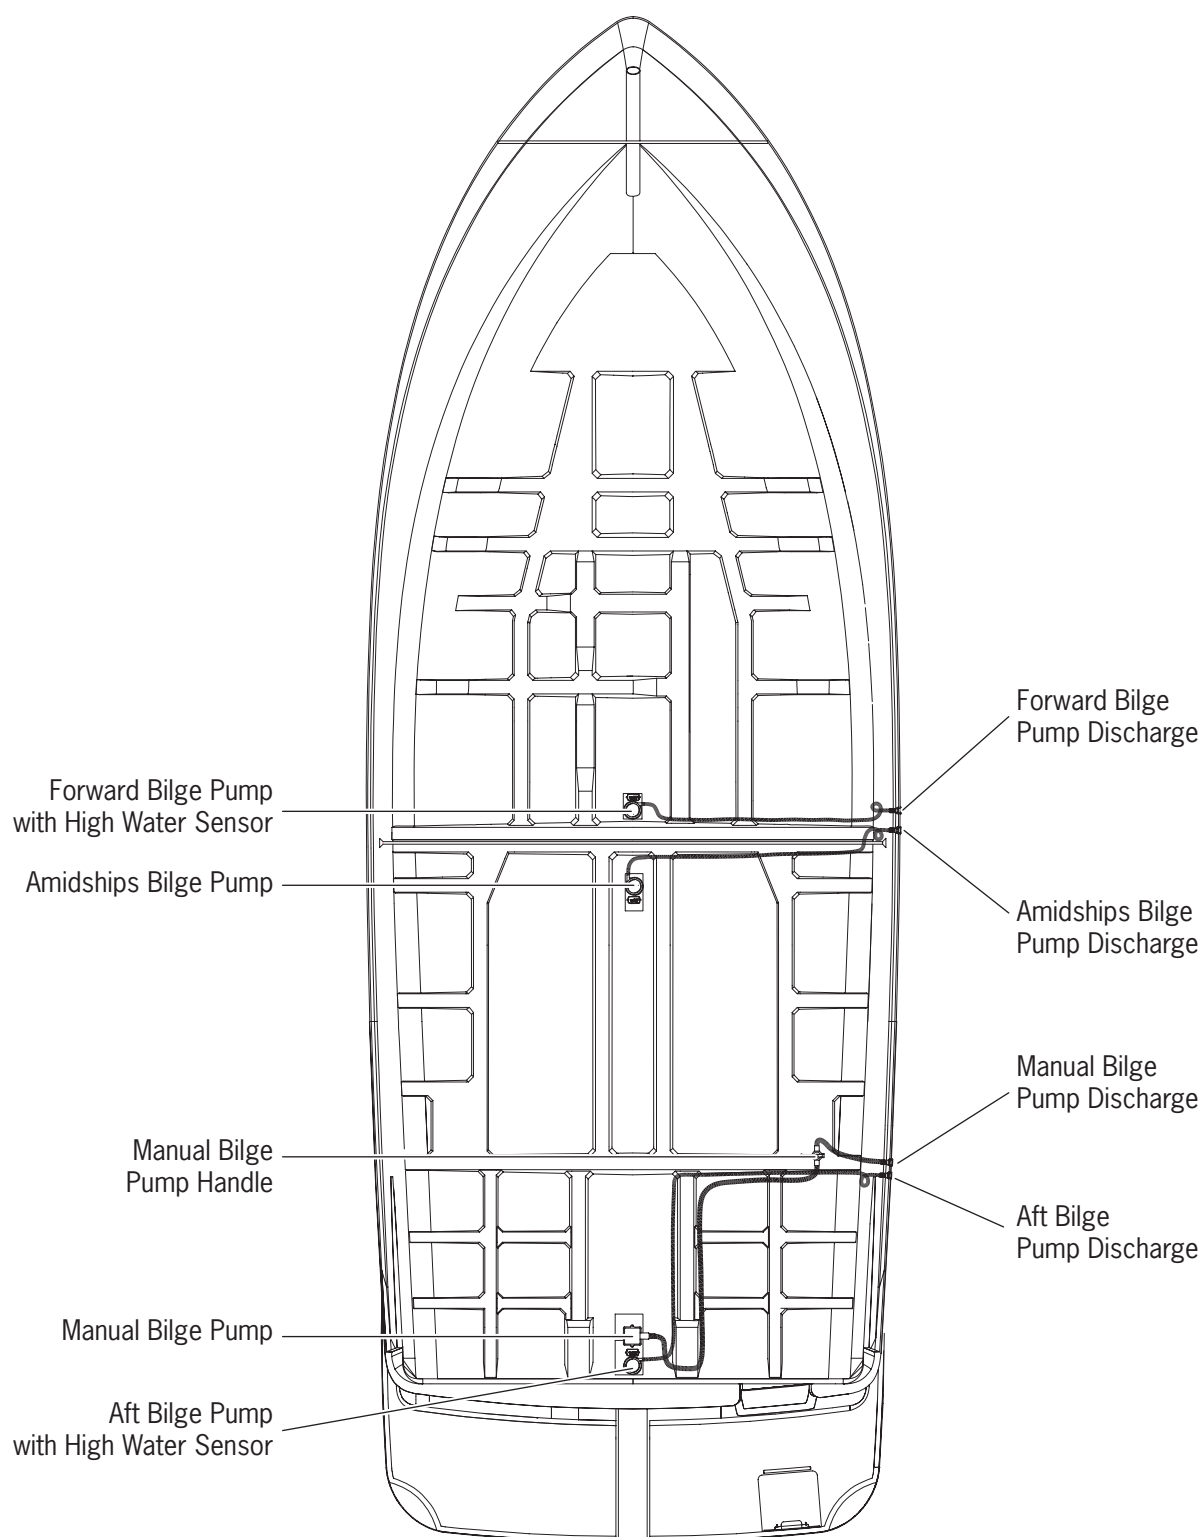 Forward Bilge
Pump Discharge
Forward Bilge Pump
with High Water Sensor
Amidships Bilge Pump
Amidships Bilge
Pump Discharge
Manual Bilge
Pump Discharge
Manual Bilge
Pump Handle
Aft Bilge
Pump Discharge
Manual Bilge Pump
Aft Bilge Pump
with High Water Sensor